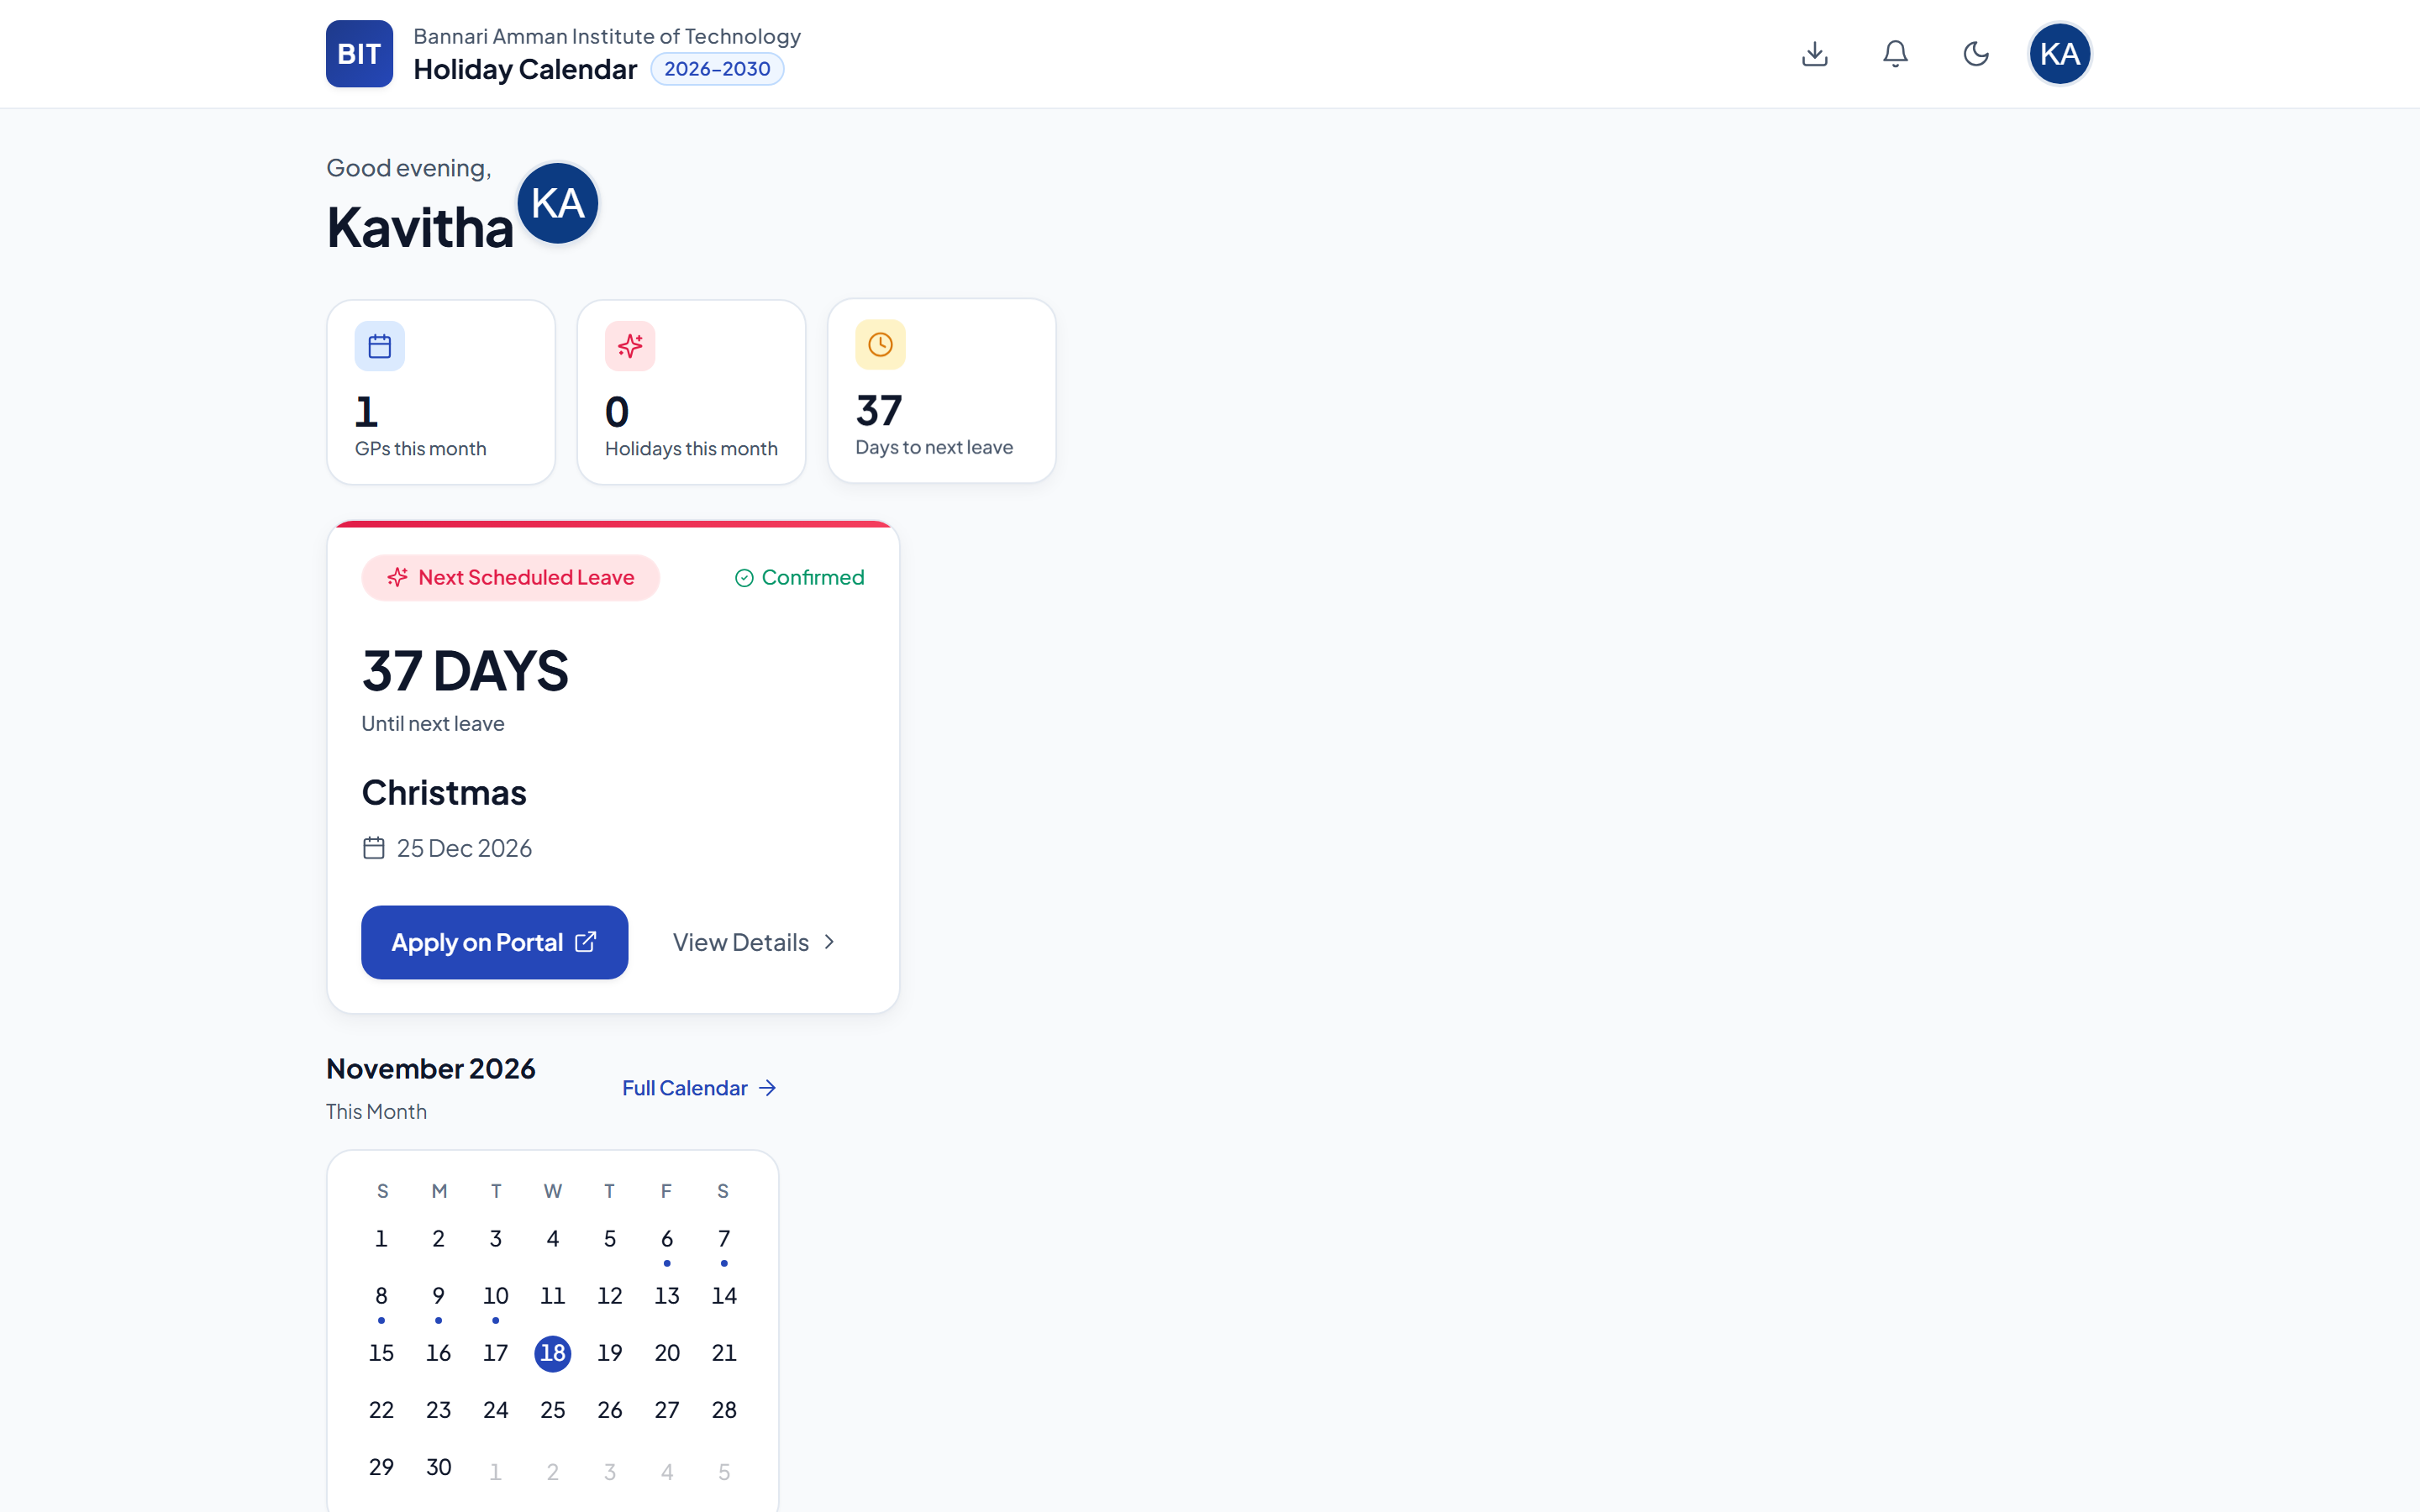 BIT
Bannari Amman Institute of Technology
Holiday Calendar 2026–2030
KA
Good evening,
Kavitha
KA
1
GPs this month
0
Holidays this month
37
Days to next leave
Next Scheduled Leave
Confirmed
37 DAYS
Until next leave
Christmas
25 Dec 2026
Apply on Portal
View Details
November 2026
This Month
Full Calendar
S M T W T F S
1 2 3 4 5 6 7
8 9 10 11 12 13 14
15 16 17 18 19 20 21
22 23 24 25 26 27 28
29 30 1 2 3 4 5